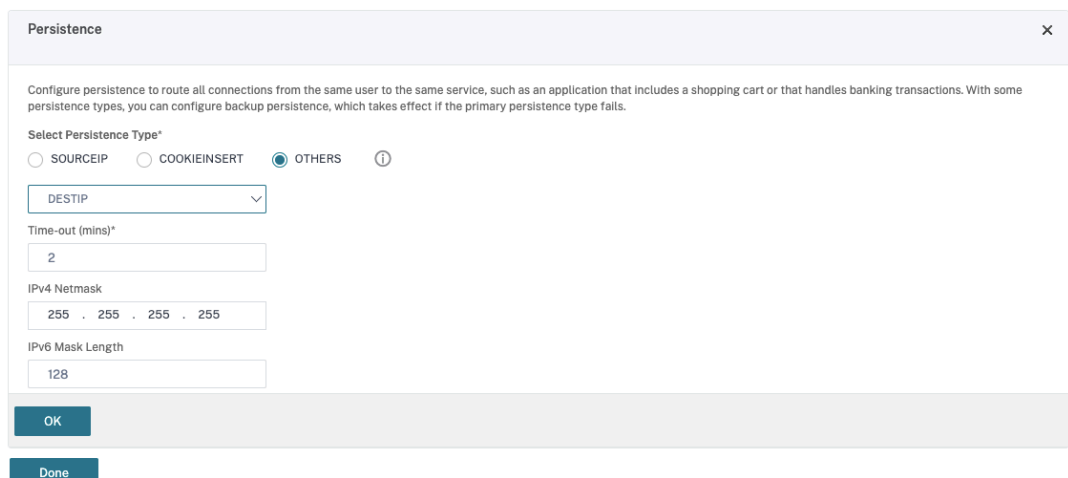 Persistence
Configure persistence to route all connections from the same user to the same service, such as an application that includes a shopping cart or that handles banking transactions. With some
persistence types, you can configure backup persistence, which takes effect if the primary persistence type fails.
Select Persistence Type*
SOURCEIP COOKIEINSERT OTHERS
DESTIP
Time-out (mins)*
2
IPv4 Netmask
255 . 255 . 255 . 255
IPv6 Mask Length
128
OK
Done